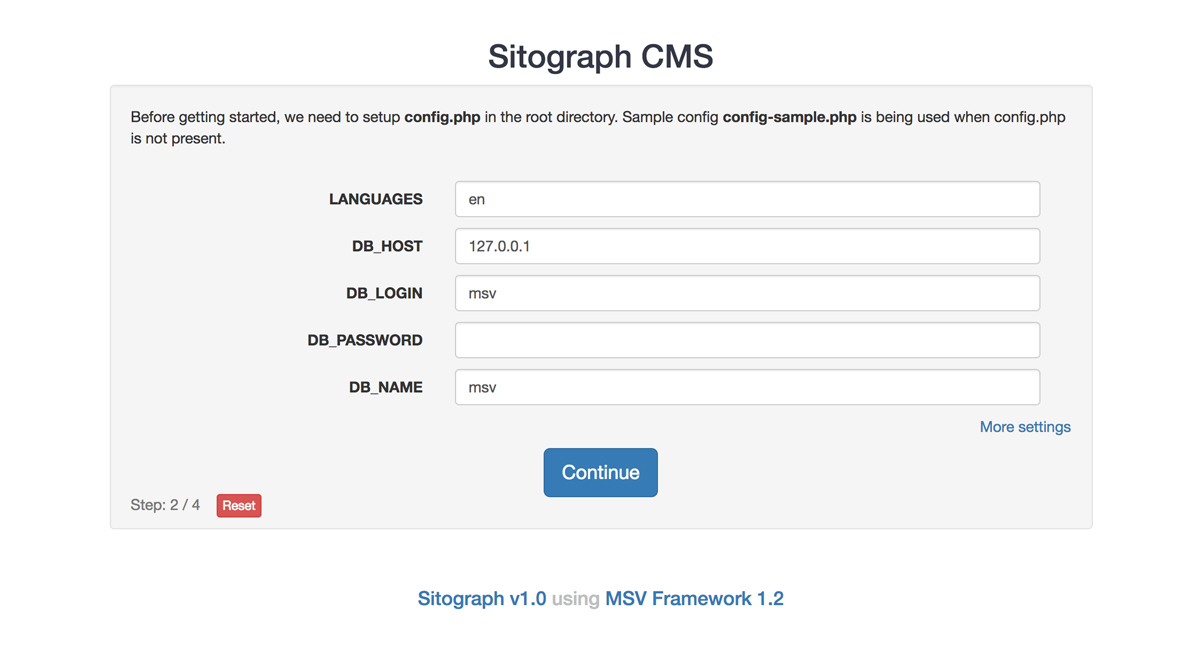 Sitograph CMS
Before getting started, we need to setup config.php in the root directory. Sample config config-sample.php is being used when config.php
is not present.
LANGUAGES en
DB_HOST 127.0.0.1
DB_LOGIN msv
DB_PASSWORD
DB_NAME msv
More settings
Continue
Step: 2 / 4 Reset
Sitograph v1.0 using MSV Framework 1.2